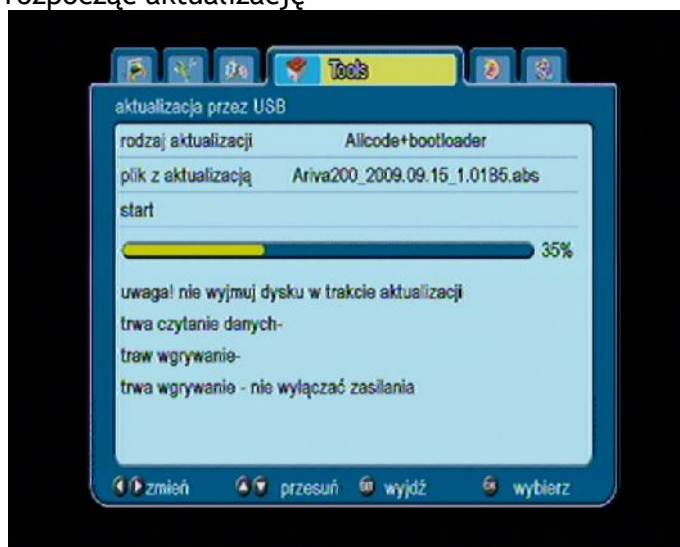 rozpocząć aktualizację
Tools
aktualizacja przez USB
rodzaj aktualizacji Allcode+bootloader
plik z aktualizacją Ariva200_2009.09.15_1.01B5.abs
start
35%
uwaga! nie wyjmuj dysku w trakcie aktualizacji
trwa czytanie danych-
traw wgrywanie-
trwa wgrywanie - nie wyłączać zasilania
zmień przesuń wyjdź wybierz